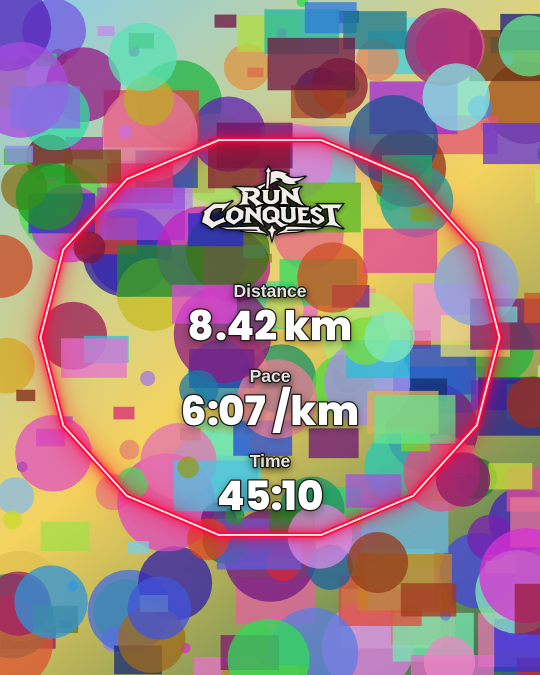 RUN
CONQUEST
Distance
8.42 km
Pace
6:07 /km
Time
45:10